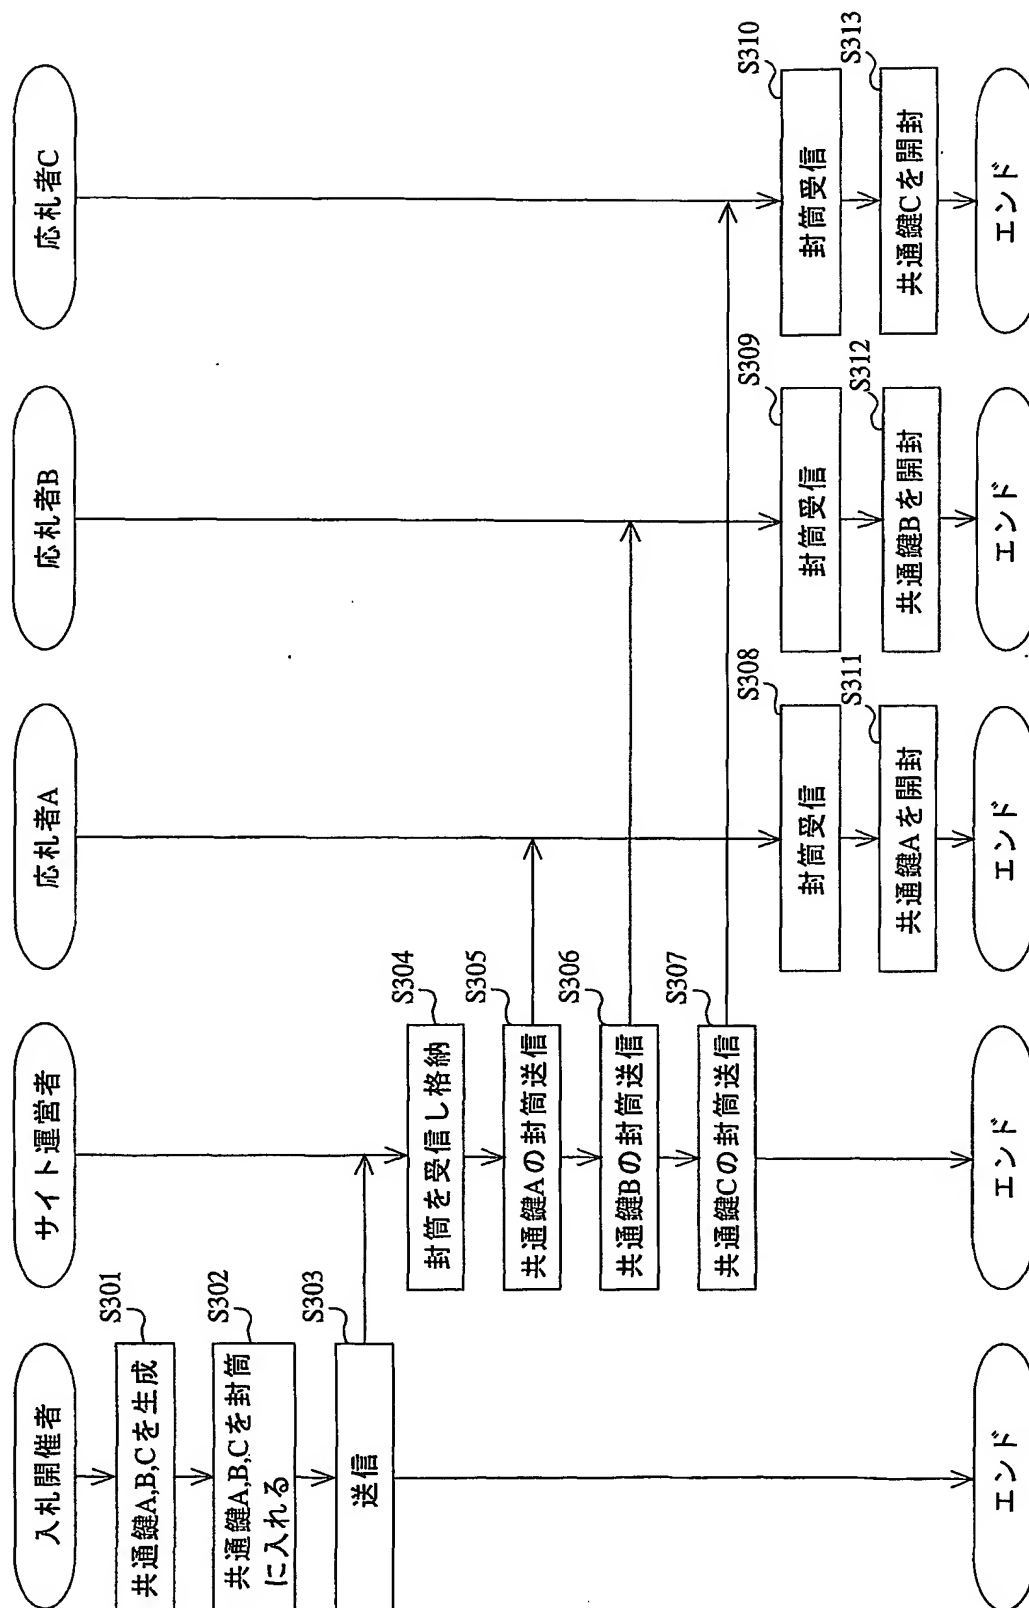 入札開催者
サイト運営者
応札者A
応札者B
応札者C
S301
共通鍵A,B,Cを生成
S302
共通鍵A,B,Cを封筒
に入れる
S303
送信
S304
封筒を受信し格納
S305
共通鍵Aの封筒送信
S306
共通鍵Bの封筒送信
S307
共通鍵Cの封筒送信
S308
封筒受信
S309
封筒受信
S310
封筒受信
S311
共通鍵Aを開封
S312
共通鍵Bを開封
S313
共通鍵Cを開封
エンド
エンド
エンド
エンド
エンド